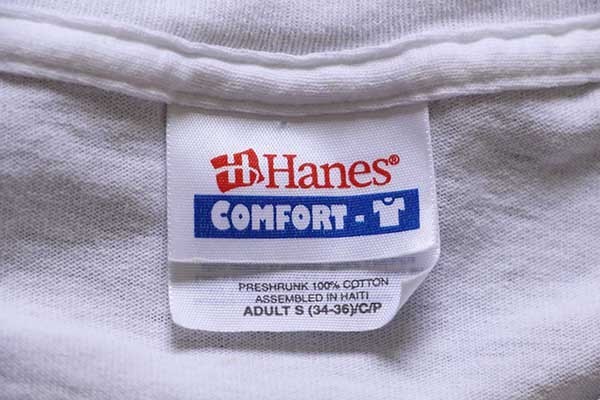 Hanes®
COMFORT-
PRESHRUNK 100% COTTON
ASSEMBLED IN HAITI
ADULT S (34-36)/C/P